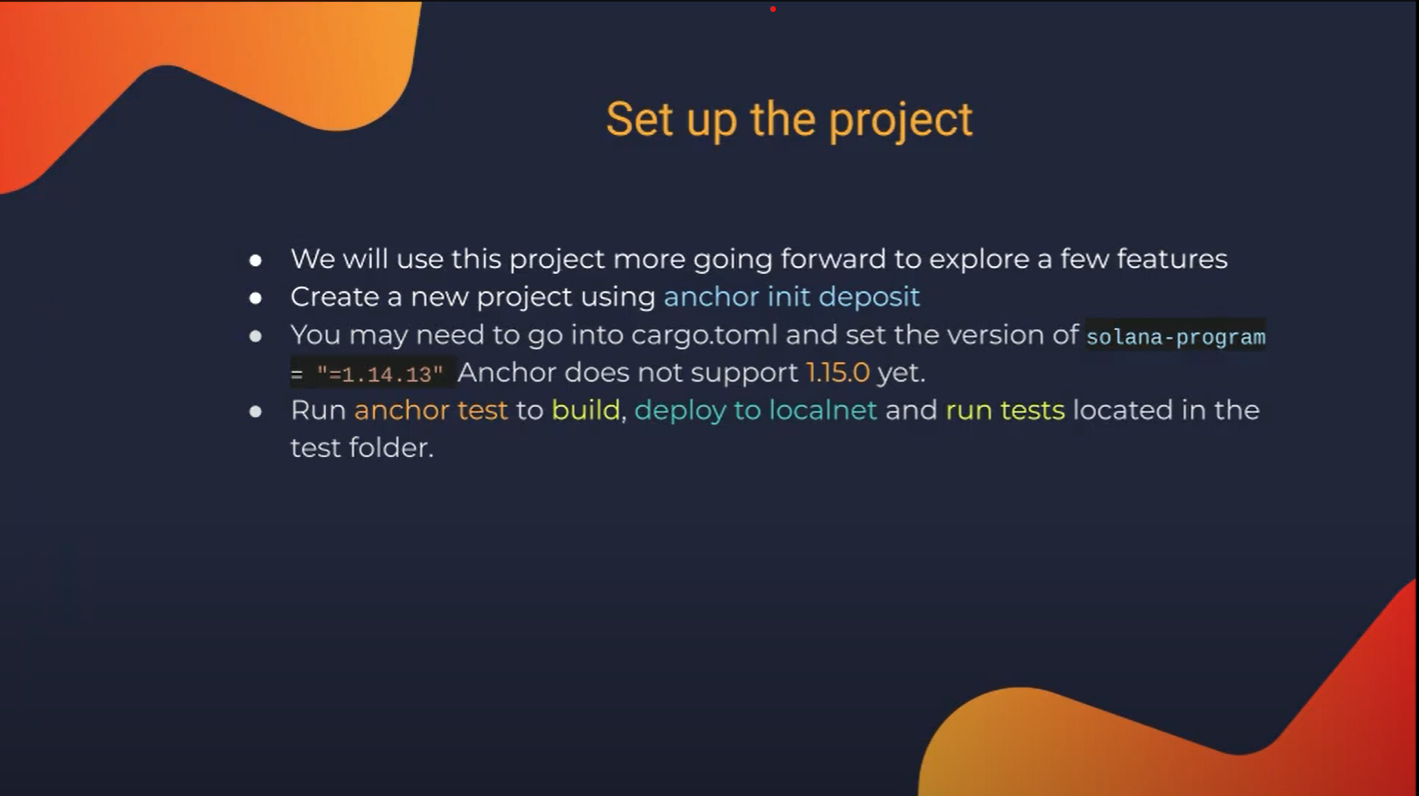 Set up the project
● We will use this project more going forward to explore a few features
● Create a new project using anchor init deposit
● You may need to go into cargo.toml and set the version of solana-program
= "=1.14.13" Anchor does not support 1.15.0 yet.
● Run anchor test to build, deploy to localnet and run tests located in the
test folder.